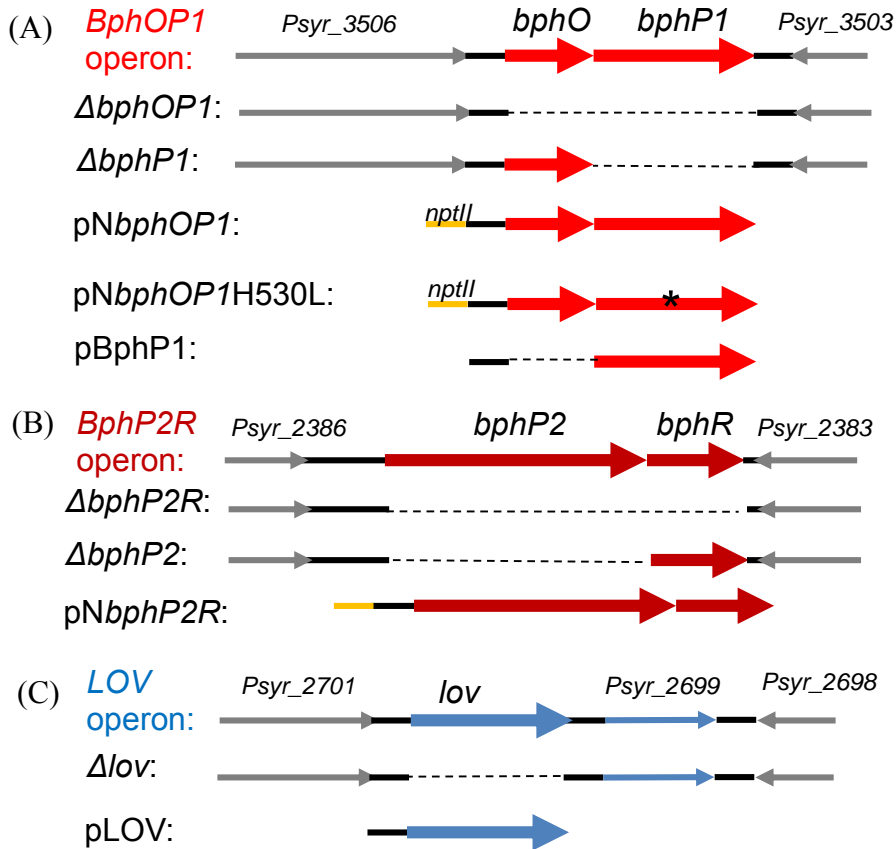 (A) BphOP1 operon: Psyr_3506 bphO bphP1 Psyr_3503
ΔbphOP1:
ΔbphP1:
pNbphOP1: nptII
pNbphOP1H530L: nptII *
pBphP1:
(B) BphP2R operon: Psyr_2386 bphP2 bphR Psyr_2383
ΔbphP2R:
ΔbphP2:
pNbphP2R:
(C) LOV operon: Psyr_2701 lov Psyr_2699 Psyr_2698
Δlov:
pLOV: